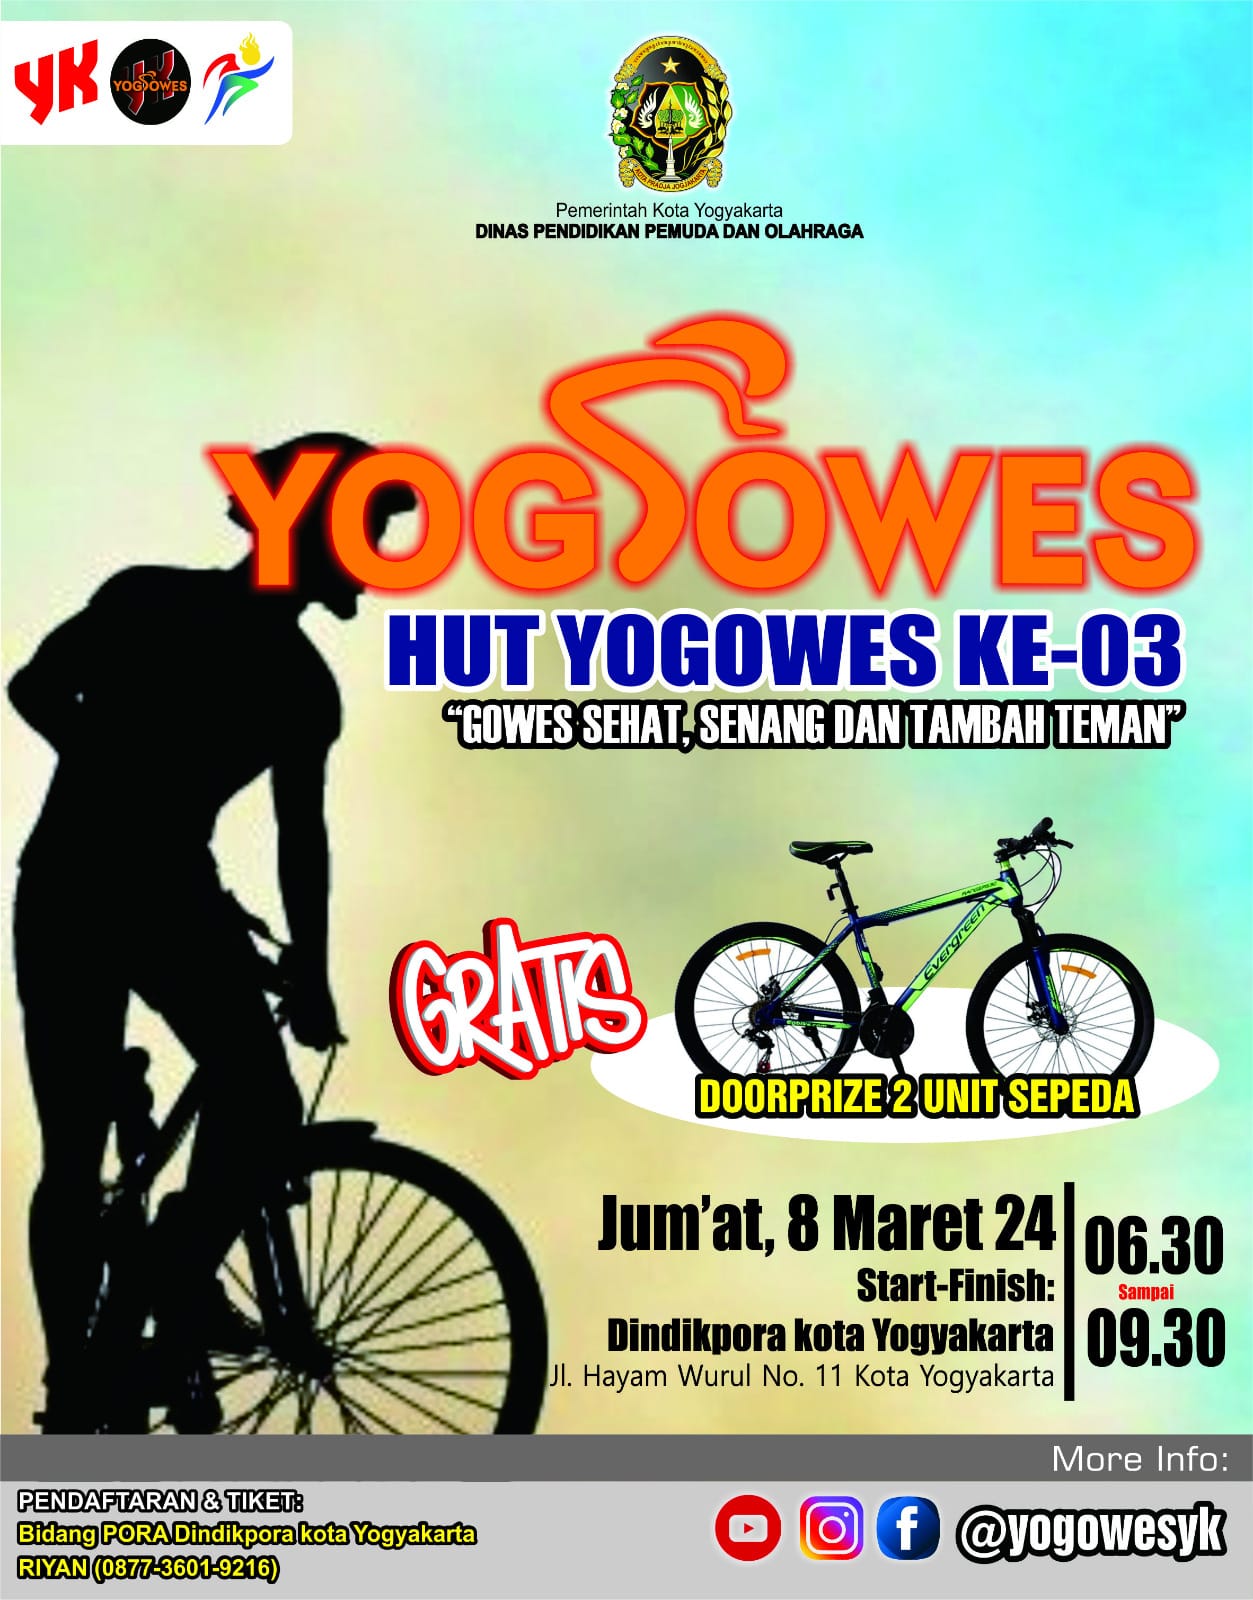 YK
YOGOWES
KOTA PRADJA JOGJAKARTA
Pemerintah Kota Yogyakarta
DINAS PENDIDIKAN PEMUDA DAN OLAHRAGA
YOGOWES
HUT YOGOWES KE-03
“GOWES SEHAT, SENANG DAN TAMBAH TEMAN”
GRATIS
Evergreen
DOORPRIZE 2 UNIT SEPEDA
Jum’at, 8 Maret 24
Start-Finish:
Dindikpora kota Yogyakarta
Jl. Hayam Wurul No. 11 Kota Yogyakarta
06.30
Sampai
09.30
More Info:
PENDAFTARAN & TIKET:
Bidang PORA Dindikpora kota Yogyakarta
RIYAN (0877-3601-9216)
@yogowesyk